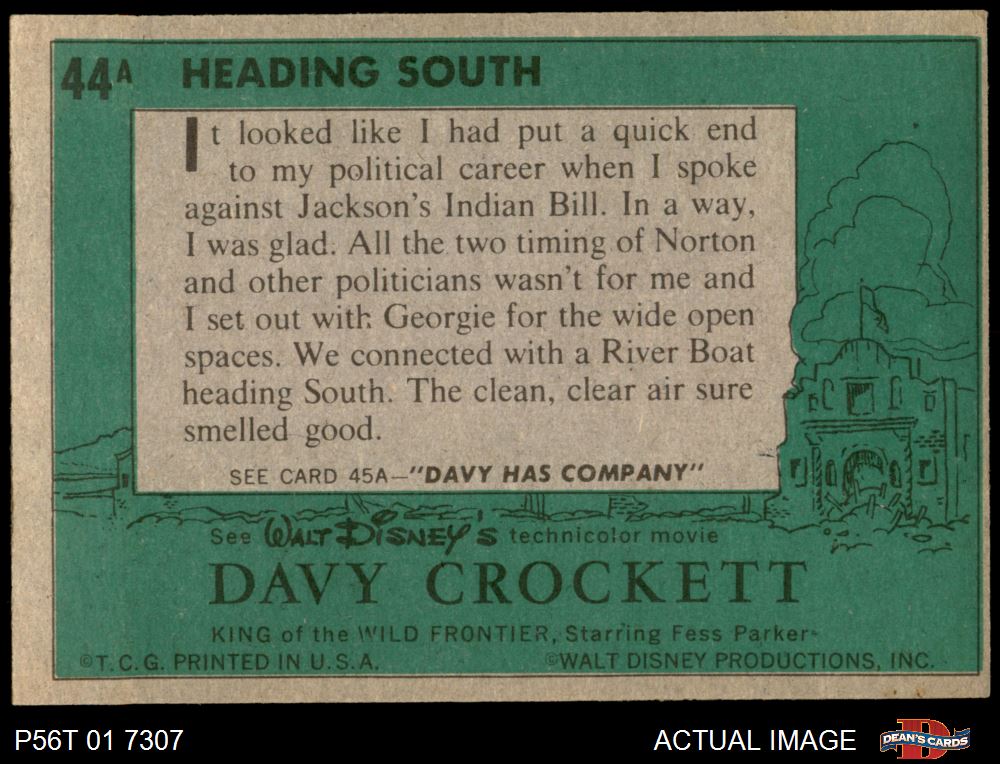 44A HEADING SOUTH
It looked like I had put a quick end
to my political career when I spoke
against Jackson's Indian Bill. In a way,
I was glad. All the two timing of Norton
and other politicians wasn't for me and
I set out with Georgie for the wide open
spaces. We connected with a River Boat
heading South. The clean, clear air sure
smelled good.
SEE CARD 45A—"DAVY HAS COMPANY"
See WALT DISNEY'S technicolor movie
DAVY CROCKETT
KING of the WILD FRONTIER, Starring Fess Parker
©T.C.G. PRINTED IN U.S.A. ©WALT DISNEY PRODUCTIONS, INC.
P56T 01 7307 ACTUAL IMAGE D DEAN'S CARDS